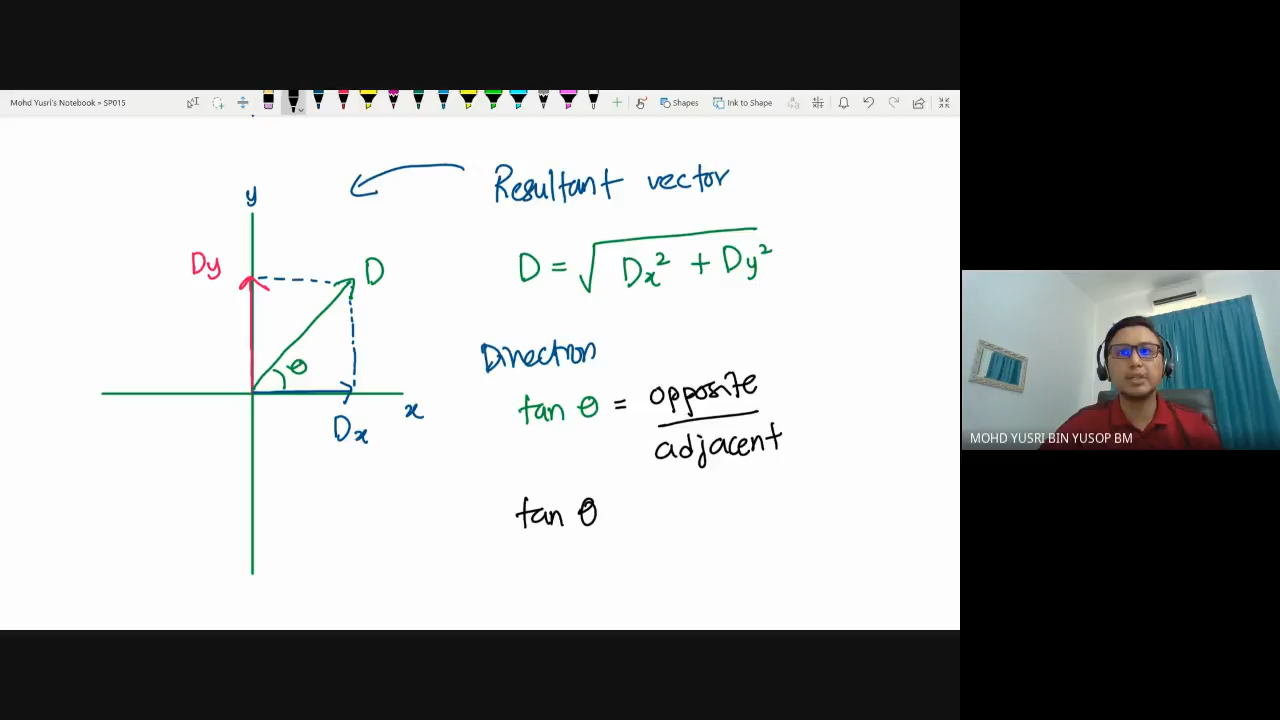 Mohd Yusri's Notebook » SP015
Shapes
Ink to Shape
Resultant vector
y
Dy
D
D = √ Dx² + Dy²
θ
x
Dx
Direction
tan θ = opposite
adjacent
tan θ
MOHD YUSRI BIN YUSOP BM